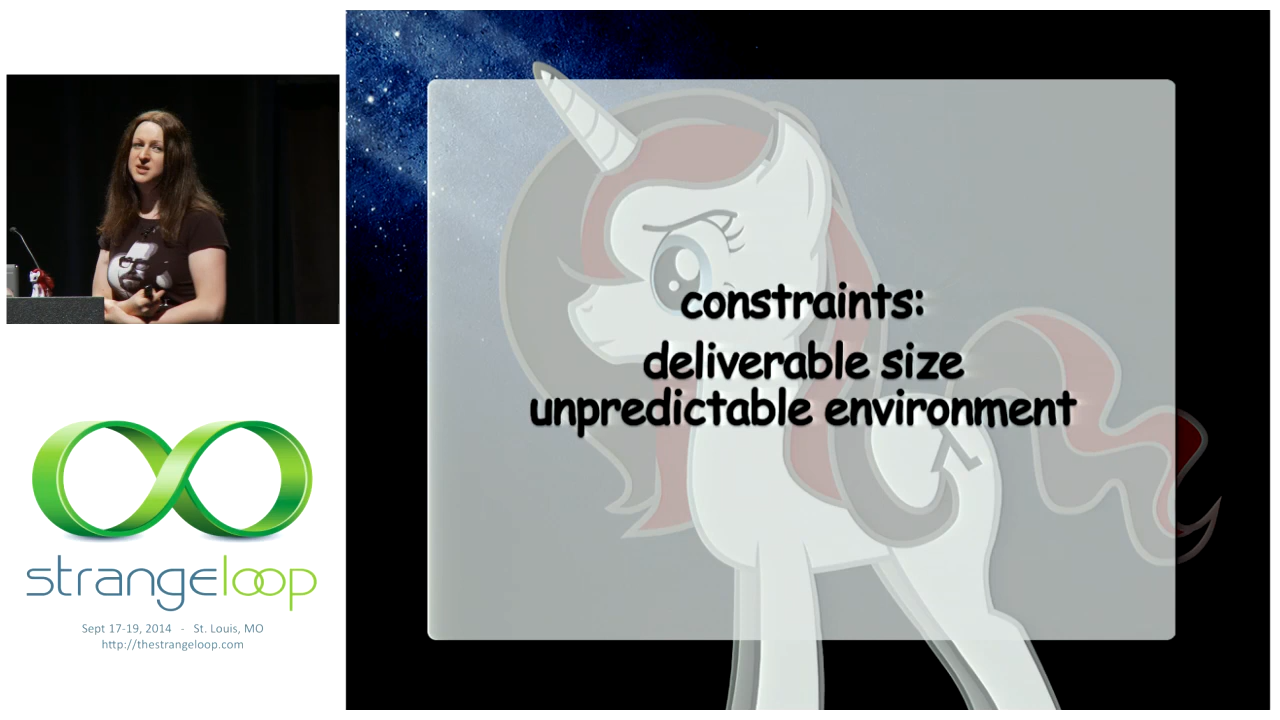 constraints:
deliverable size
unpredictable environment
strangeloop
Sept 17-19, 2014 - St. Louis, MO
http://thestrangeloop.com